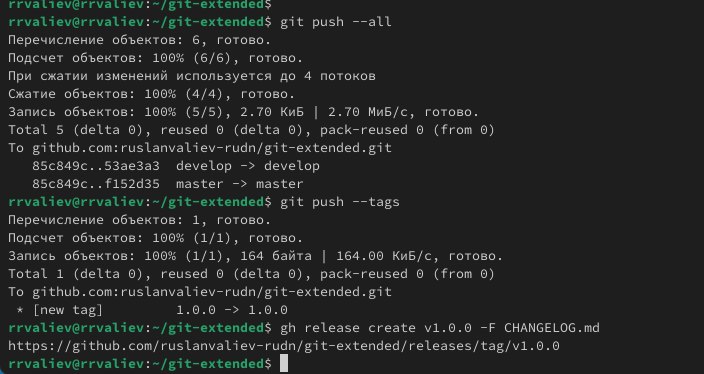 rrvaliev@rrvaliev:~/git-extended$
rrvaliev@rrvaliev:~/git-extended$ git push --all
Перечисление объектов: 6, готово.
Подсчет объектов: 100% (6/6), готово.
При сжатии изменений используется до 4 потоков
Сжатие объектов: 100% (4/4), готово.
Запись объектов: 100% (5/5), 2.70 КиБ | 2.70 МиБ/с, готово.
Total 5 (delta 0), reused 0 (delta 0), pack-reused 0 (from 0)
To github.com:ruslanvaliev-rudn/git-extended.git
   85c849c..53ae3a3  develop -> develop
   85c849c..f152d35  master -> master
rrvaliev@rrvaliev:~/git-extended$ git push --tags
Перечисление объектов: 1, готово.
Подсчет объектов: 100% (1/1), готово.
Запись объектов: 100% (1/1), 164 байта | 164.00 КиБ/с, готово.
Total 1 (delta 0), reused 0 (delta 0), pack-reused 0 (from 0)
To github.com:ruslanvaliev-rudn/git-extended.git
 * [new tag]         1.0.0 -> 1.0.0
rrvaliev@rrvaliev:~/git-extended$ gh release create v1.0.0 -F CHANGELOG.md
https://github.com/ruslanvaliev-rudn/git-extended/releases/tag/v1.0.0
rrvaliev@rrvaliev:~/git-extended$